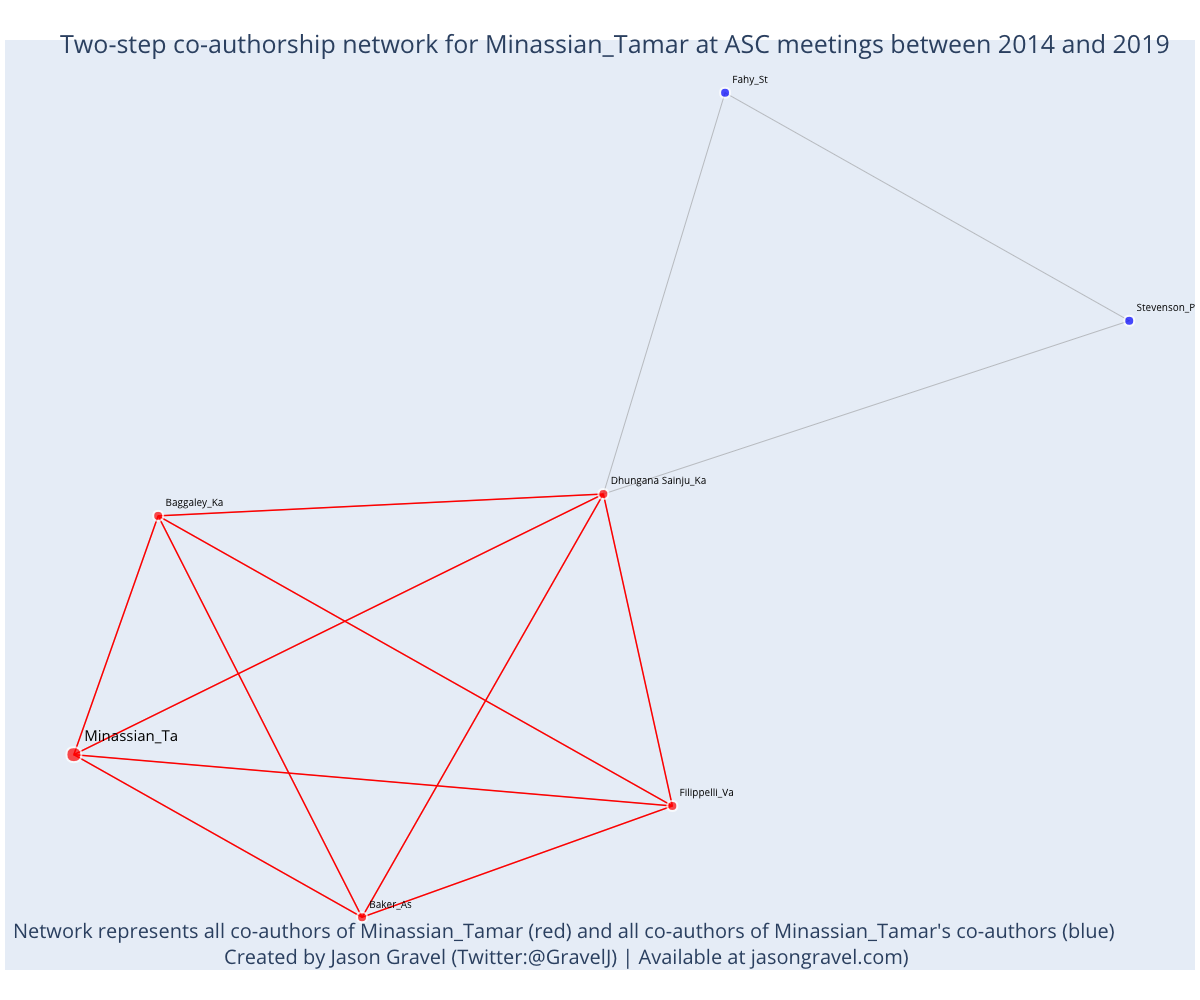 Two-step co-authorship network for Minassian_Tamar at ASC meetings between 2014 and 2019
Fahy_St
Stevenson_P
Dhungana Sainju_Ka
Baggaley_Ka
Minassian_Ta
Filippelli_Va
Baker_As
Network represents all co-authors of Minassian_Tamar (red) and all co-authors of Minassian_Tamar's co-authors (blue)
Created by Jason Gravel (Twitter:@GravelJ) | Available at jasongravel.com)